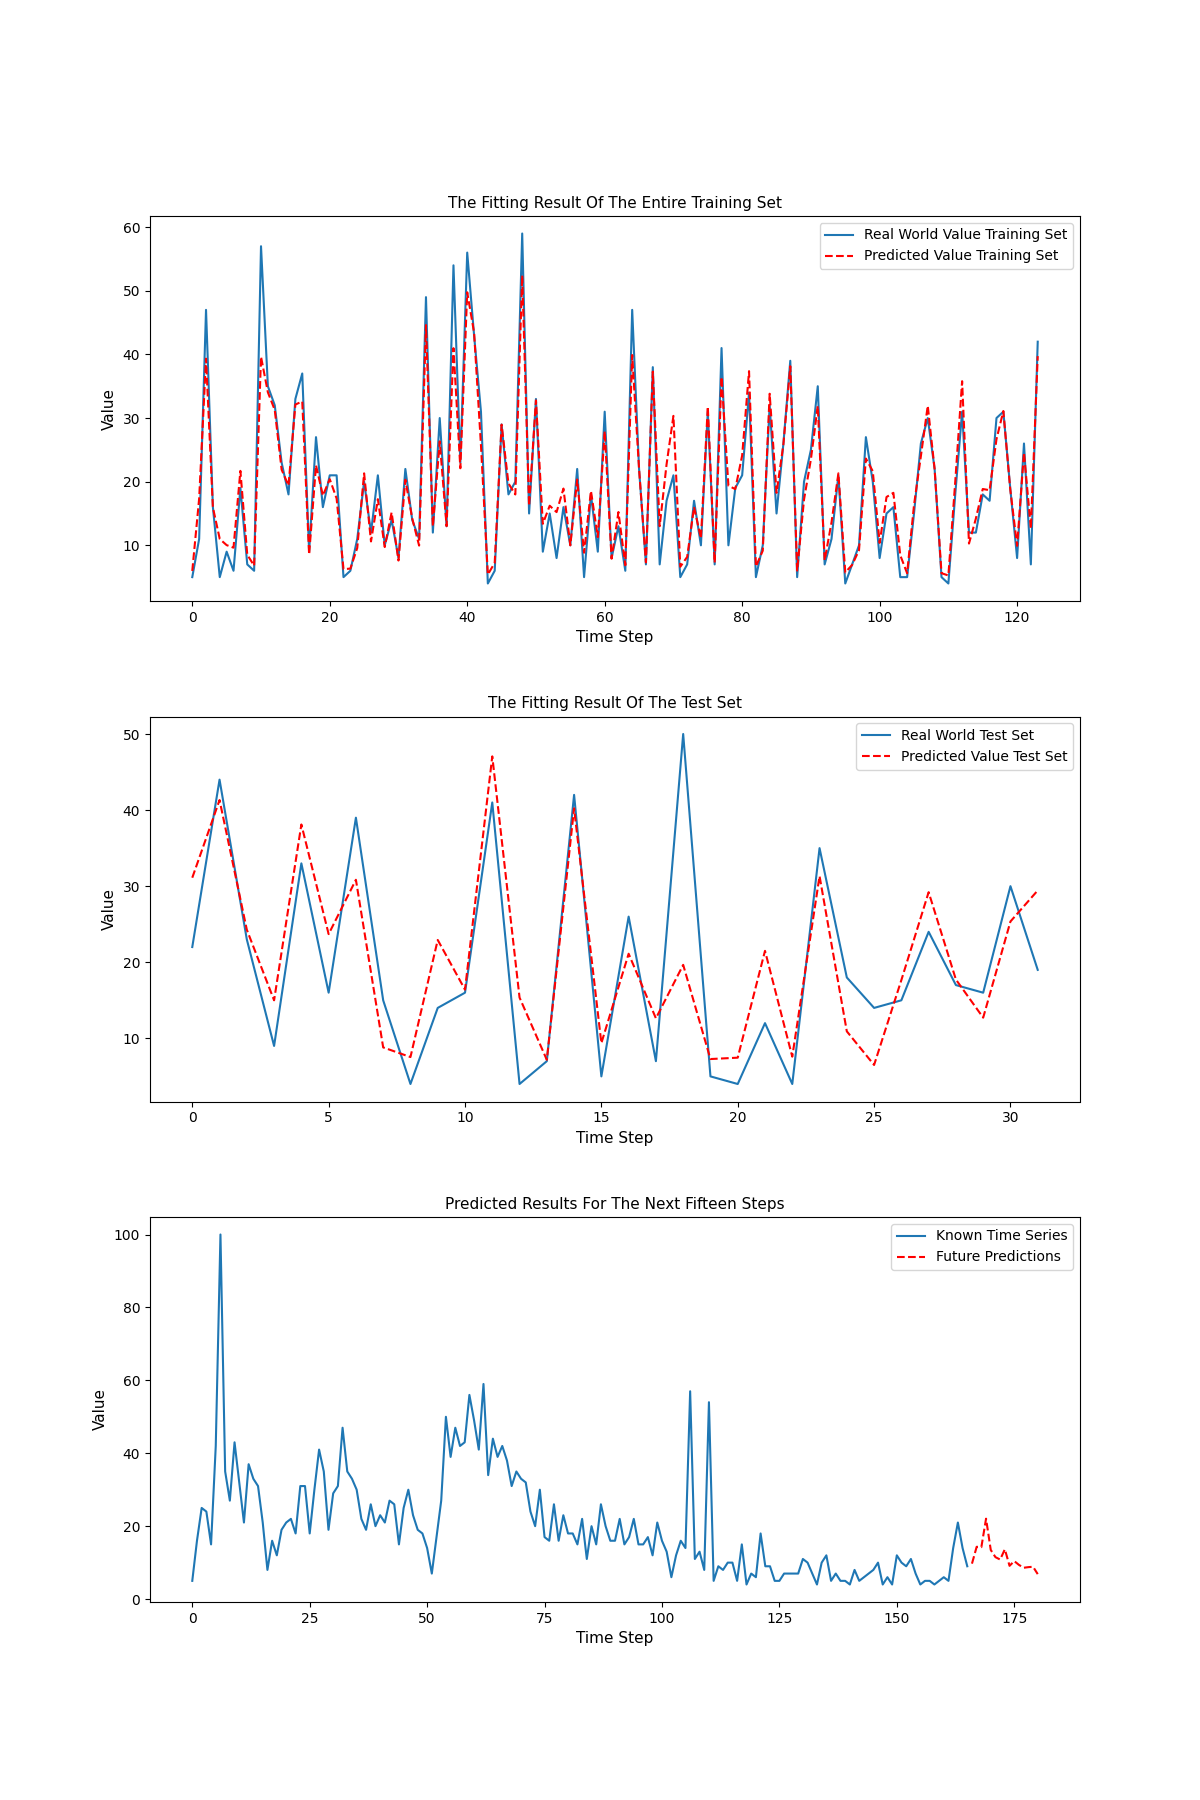 The Fitting Result Of The Entire Training Set
Real World Value Training Set
Predicted Value Training Set
Value
60
50
40
30
20
10
0 20 40 60 80 100 120
Time Step
The Fitting Result Of The Test Set
Real World Test Set
Predicted Value Test Set
Value
50
40
30
20
10
0 5 10 15 20 25 30
Time Step
Predicted Results For The Next Fifteen Steps
Known Time Series
Future Predictions
Value
100
80
60
40
20
0
0 25 50 75 100 125 150 175
Time Step